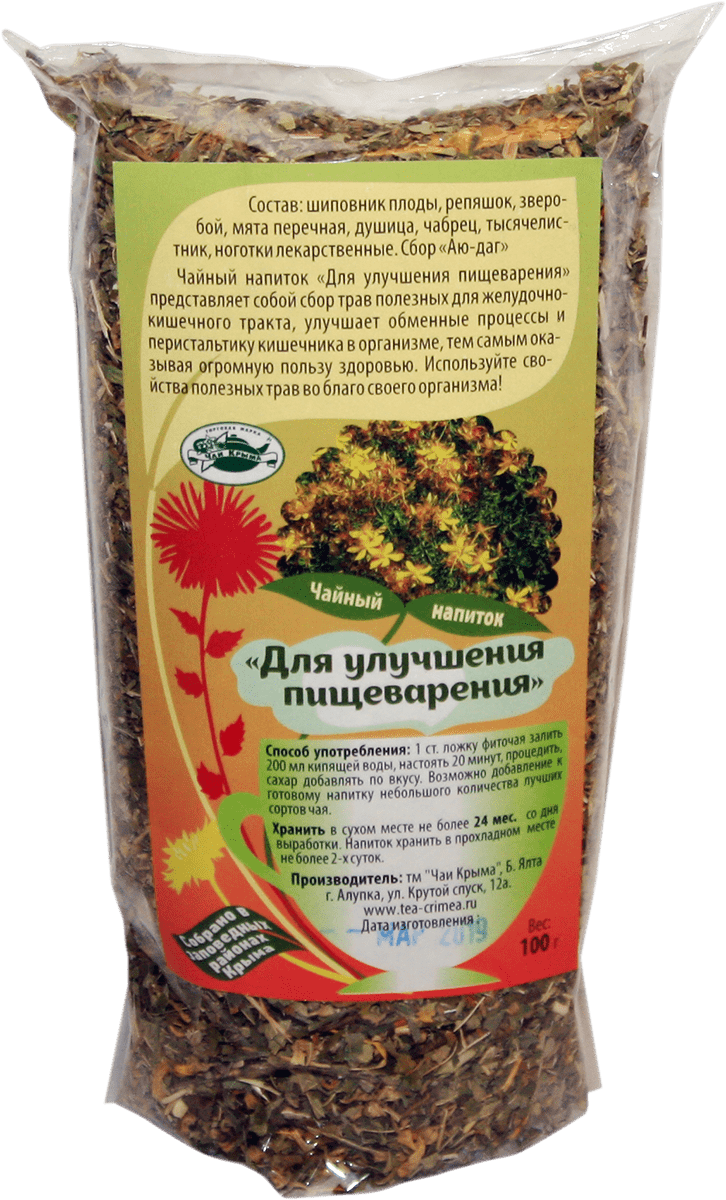 Состав: шиповник плоды, репяшок, зверо-
бой, мята перечная, душица, чабрец, тысячелис-
тник, ноготки лекарственные. Сбор «Аю-даг»
Чайный напиток «Для улучшения пищеварения»
представляет собой сбор трав полезных для желудочно-
кишечного тракта, улучшает обменные процессы и
перистальтику кишечника в организме, тем самым ока-
зывая огромную пользу здоровью. Используйте сво-
йства полезных трав во благо своего организма!
ТОРГОВАЯ МАРКА
Чаи Крыма
Чайный напиток
«Для улучшения
пищеварения»
Способ употребления: 1 ст. ложку фиточая залить
200 мл кипящей воды, настоять 20 минут, процедить,
сахар добавлять по вкусу. Возможно добавление к
готовому напитку небольшого количества лучших
сортов чая.
Хранить в сухом месте не более 24 мес. со дня
выработки. Напиток хранить в прохладном месте
не более 2-х суток.
Производитель: тм "Чаи Крыма", Б. Ялта
г. Алупка, ул. Крутой спуск, 12а.
www.tea-crimea.ru
Дата изготовления:
МАР 2019
Вес:
100 г
Собрано в
Заповедных
Районах
Крыма